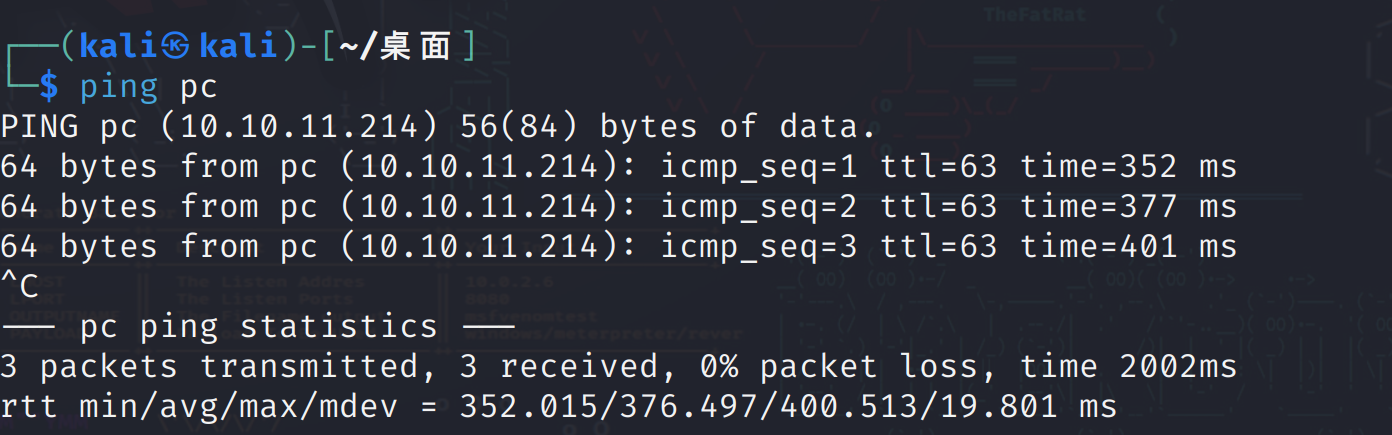 TheFatRat
┌──(kali㉿kali)-[~/桌面]
└─$ ping pc
PING pc (10.10.11.214) 56(84) bytes of data.
64 bytes from pc (10.10.11.214): icmp_seq=1 ttl=63 time=352 ms
64 bytes from pc (10.10.11.214): icmp_seq=2 ttl=63 time=377 ms
64 bytes from pc (10.10.11.214): icmp_seq=3 ttl=63 time=401 ms
^C
--- pc ping statistics ---
3 packets transmitted, 3 received, 0% packet loss, time 2002ms
rtt min/avg/max/mdev = 352.015/376.497/400.513/19.801 ms